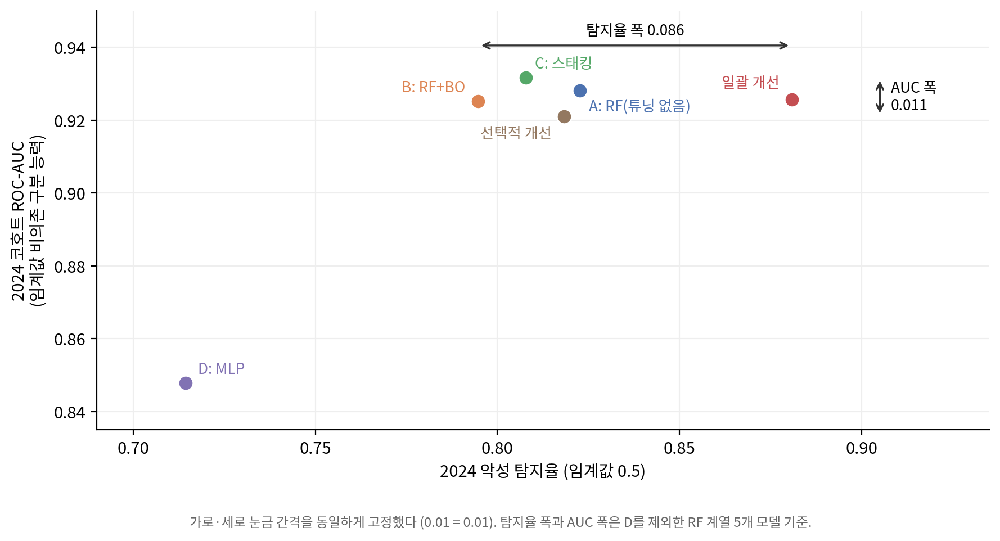 탐지율 폭 0.086
C: 스태킹
B: RF+BO
일괄 개선
A: RF(튜닝 없음)
선택적 개선
AUC 폭
0.011
D: MLP
2024 코호트 ROC-AUC
(임계값 비의존 구분 능력)
0.94
0.92
0.90
0.88
0.86
0.84
0.70
0.75
0.80
0.85
0.90
2024 악성 탐지율 (임계값 0.5)
가로·세로 눈금 간격을 동일하게 고정했다 (0.01 = 0.01). 탐지율 폭과 AUC 폭은 D를 제외한 RF 계열 5개 모델 기준.